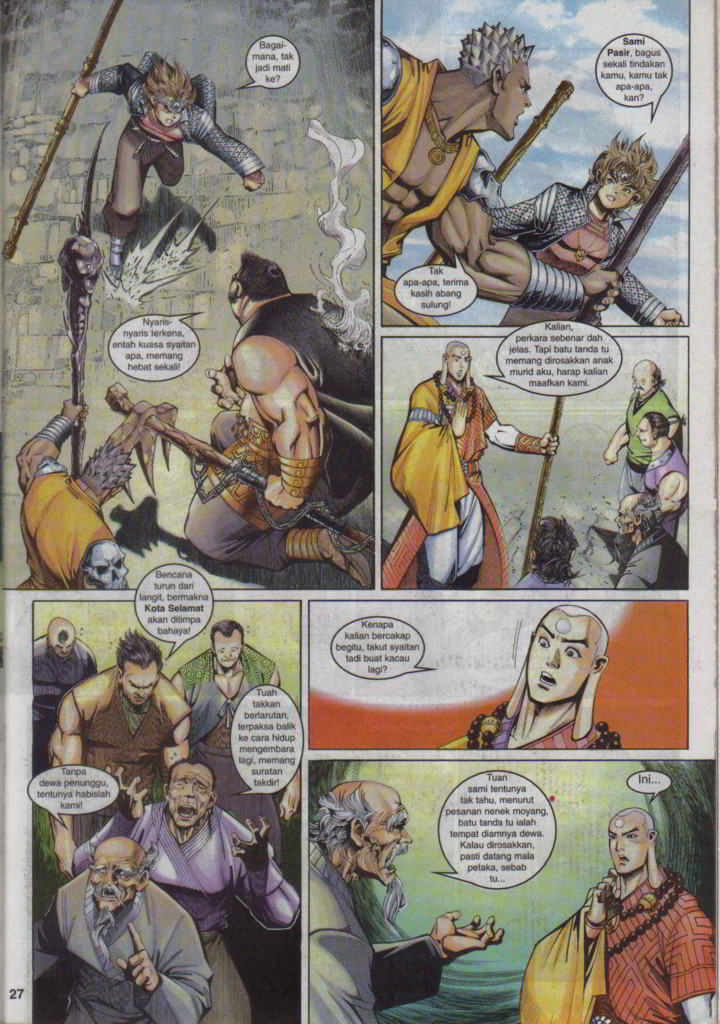 Bagai-
mana, tak
jadi mati
ke?
Nyaris-
nyaris terkena,
entah kuasa syaitan
apa, memang
hebat sekali!
Sami
Pasir, bagus
sekali tindakan
kamu, kamu tak
apa-apa,
kan?
Tak
apa-apa, terima
kasih abang
sulung!
Kalian,
perkara sebenar dah
jelas. Tapi batu tanda tu
memang dirosakkan anak
murid aku, harap kalian
maafkan kami.
Bencana
turun dari
langit, bermakna
Kota Selamat
akan ditimpa
bahaya!
Tuah
takkan
berlarutan,
terpaksa balik
ke cara hidup
mengembara
lagi, memang
suratan
takdir!
Tanpa
dewa penunggu,
tentunya habislah
kami!
Kenapa
kalian bercakap
begitu, takut syaitan
tadi buat kacau
lagi?
Tuan
sami tentunya
tak tahu, menurut
pesanan nenek moyang,
batu tanda tu ialah
tempat diamnya dewa.
Kalau dirosakkan,
pasti datang mala
petaka, sebab
tu...
Ini...
27